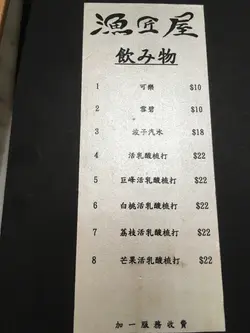 漁匠屋
飲み物
1 可樂 $10
2 雪碧 $10
3 波子汽水 $18
4 活乳酸梳打 $22
5 巨峰活乳酸梳打 $22
6 白桃活乳酸梳打 $22
7 荔枝活乳酸梳打 $22
8 芒果活乳酸梳打 $22
加一服務收費